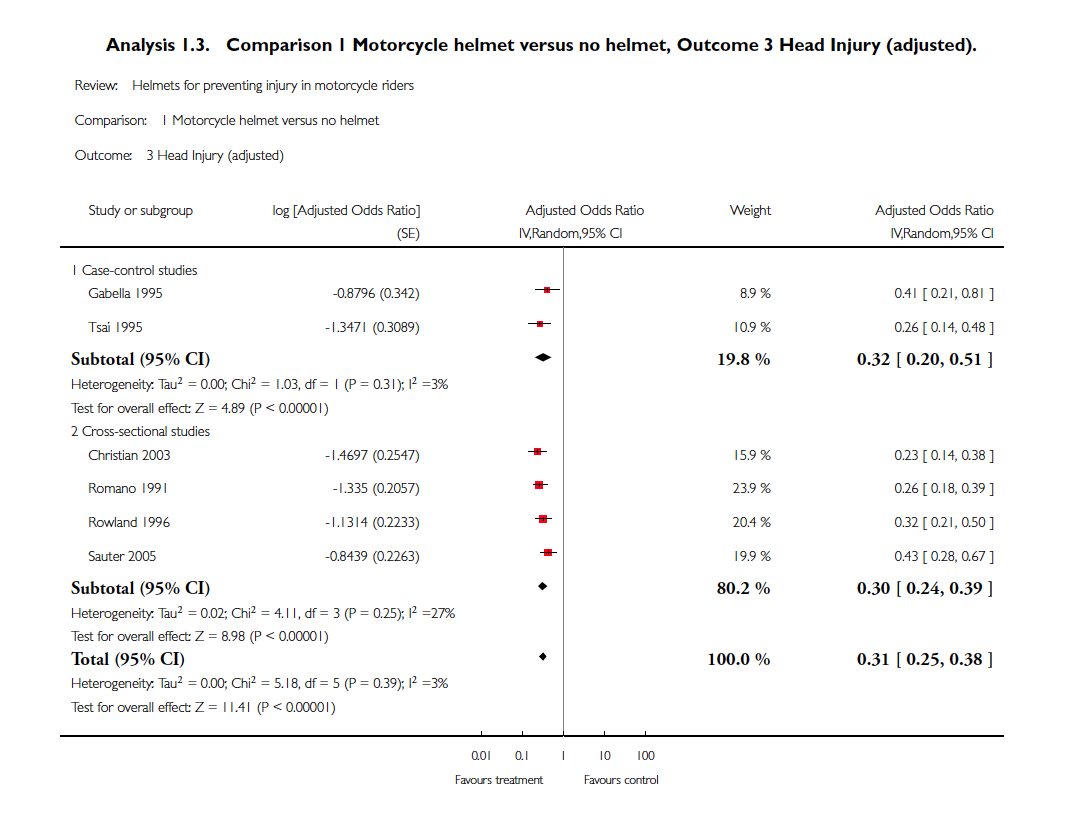 Analysis 1.3. Comparison 1 Motorcycle helmet versus no helmet, Outcome 3 Head Injury (adjusted).
Review: Helmets for preventing injury in motorcycle riders
Comparison: 1 Motorcycle helmet versus no helmet
Outcome: 3 Head Injury (adjusted)
Study or subgroup log [Adjusted Odds Ratio] Adjusted Odds Ratio Weight Adjusted Odds Ratio
(SE) IV,Random,95% CI IV,Random,95% CI
1 Case-control studies
Gabella 1995 -0.8796 (0.342) 8.9 % 0.41 [ 0.21, 0.81 ]
Tsai 1995 -1.3471 (0.3089) 10.9 % 0.26 [ 0.14, 0.48 ]
Subtotal (95% CI) 19.8 % 0.32 [ 0.20, 0.51 ]
Heterogeneity: Tau² = 0.00; Chi² = 1.03, df = 1 (P = 0.31); I² =3%
Test for overall effect: Z = 4.89 (P < 0.00001)
2 Cross-sectional studies
Christian 2003 -1.4697 (0.2547) 15.9 % 0.23 [ 0.14, 0.38 ]
Romano 1991 -1.335 (0.2057) 23.9 % 0.26 [ 0.18, 0.39 ]
Rowland 1996 -1.1314 (0.2233) 20.4 % 0.32 [ 0.21, 0.50 ]
Sauter 2005 -0.8439 (0.2263) 19.9 % 0.43 [ 0.28, 0.67 ]
Subtotal (95% CI) 80.2 % 0.30 [ 0.24, 0.39 ]
Heterogeneity: Tau² = 0.02; Chi² = 4.11, df = 3 (P = 0.25); I² =27%
Test for overall effect: Z = 8.98 (P < 0.00001)
Total (95% CI) 100.0 % 0.31 [ 0.25, 0.38 ]
Heterogeneity: Tau² = 0.00; Chi² = 5.18, df = 5 (P = 0.39); I² =3%
Test for overall effect: Z = 11.41 (P < 0.00001)
0.01 0.1 1 10 100
Favours treatment Favours control